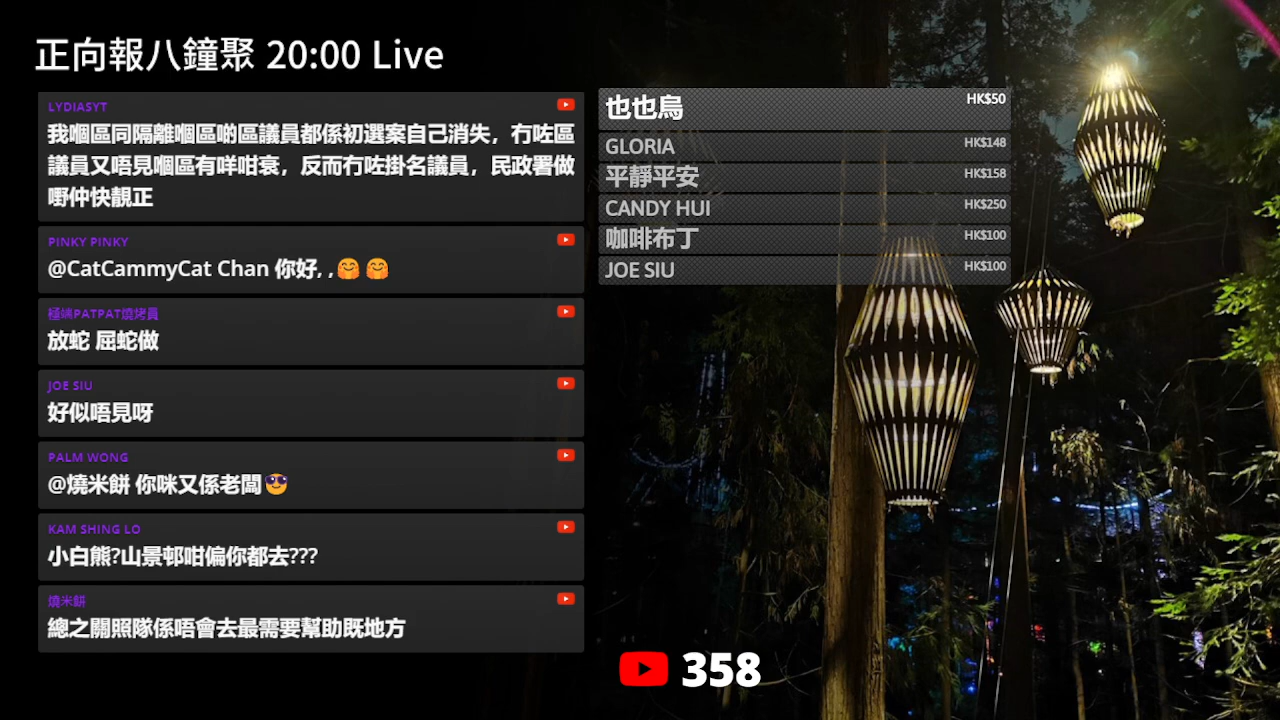 正向報八鐘聚 20:00 Live
LYDIASYT
我嗰區同隔離嗰區啲區議員都係初選案自己消失，冇咗區
議員又唔見嗰區有咩咁衰，反而冇咗掛名議員，民政署做
嘢仲快靚正
PINKY PINKY
@CatCammyCat Chan 你好, ,🤗 🤗
極端PATPAT燒烤員
放蛇 屈蛇做
JOE SIU
好似唔見呀
PALM WONG
@燒米餅 你咪又係老闆😎
KAM SHING LO
小白熊?山景邨咁偏你都去???
燒米餅
總之關照隊係唔會去最需要幫助既地方
也也烏 HK$50
GLORIA HK$148
平靜平安 HK$158
CANDY HUI HK$250
咖啡布丁 HK$100
JOE SIU HK$100
358